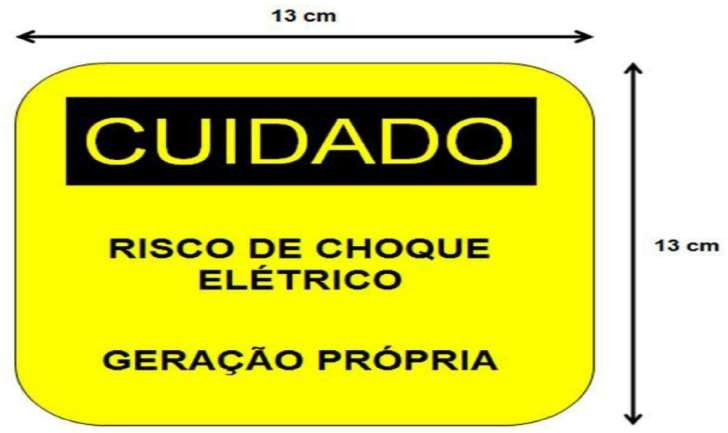 13 cm
CUIDADO
RISCO DE CHOQUE
ELÉTRICO
13 cm
GERAÇÃO PRÓPRIA